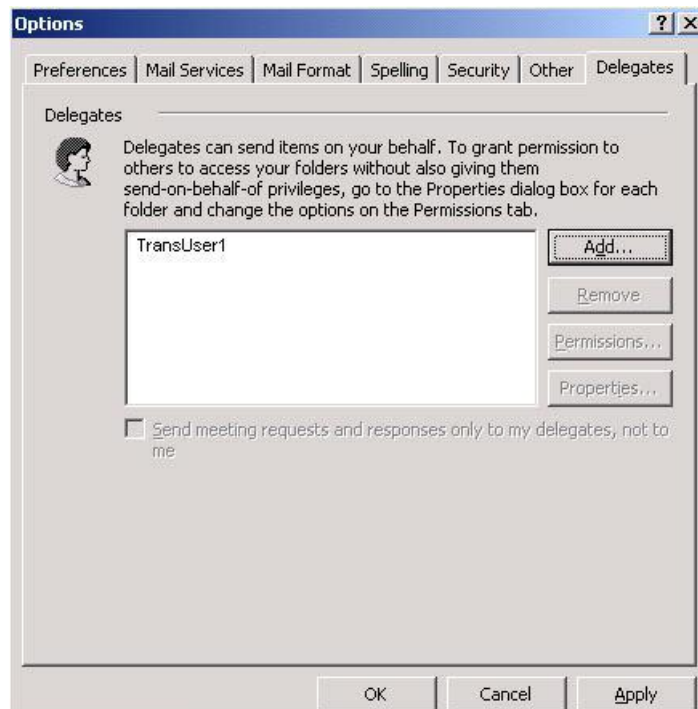 Options
Preferences Mail Services Mail Format Spelling Security Other Delegates
Delegates
Delegates can send items on your behalf. To grant permission to
others to access your folders without also giving them
send-on-behalf-of privileges, go to the Properties dialog box for each
folder and change the options on the Permissions tab.
TransUser1
Add...
Remove
Permissions...
Properties...
Send meeting requests and responses only to my delegates, not to
me
OK Cancel Apply